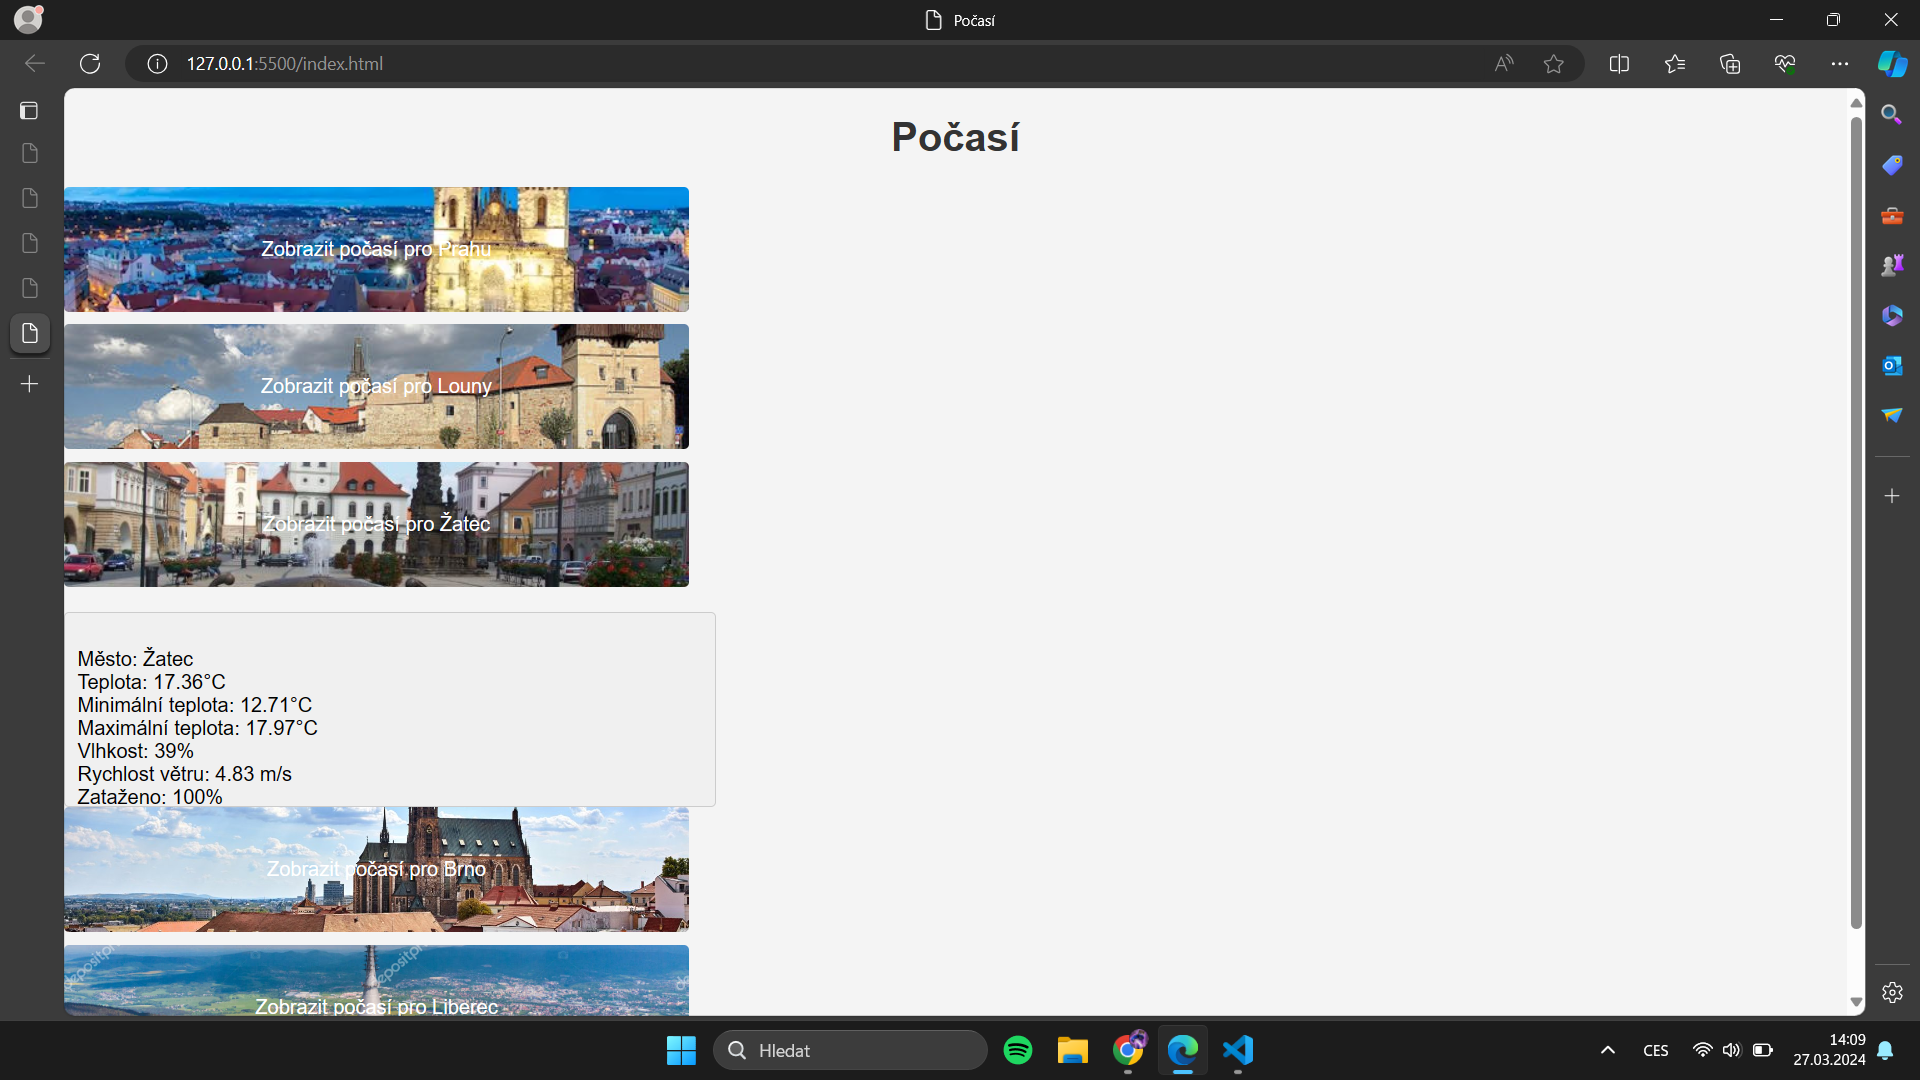 Počasí
127.0.0.1:5500/index.html
Počasí
Zobrazit počasí pro Prahu
Zobrazit počasí pro Louny
Zobrazit počasí pro Žatec
Město: Žatec
Teplota: 17.36°C
Minimální teplota: 12.71°C
Maximální teplota: 17.97°C
Vlhkost: 39%
Rychlost větru: 4.83 m/s
Zataženo: 100%
Zobrazit počasí pro Brno
Zobrazit počasí pro Liberec
Hledat
CES
14:09
27.03.2024